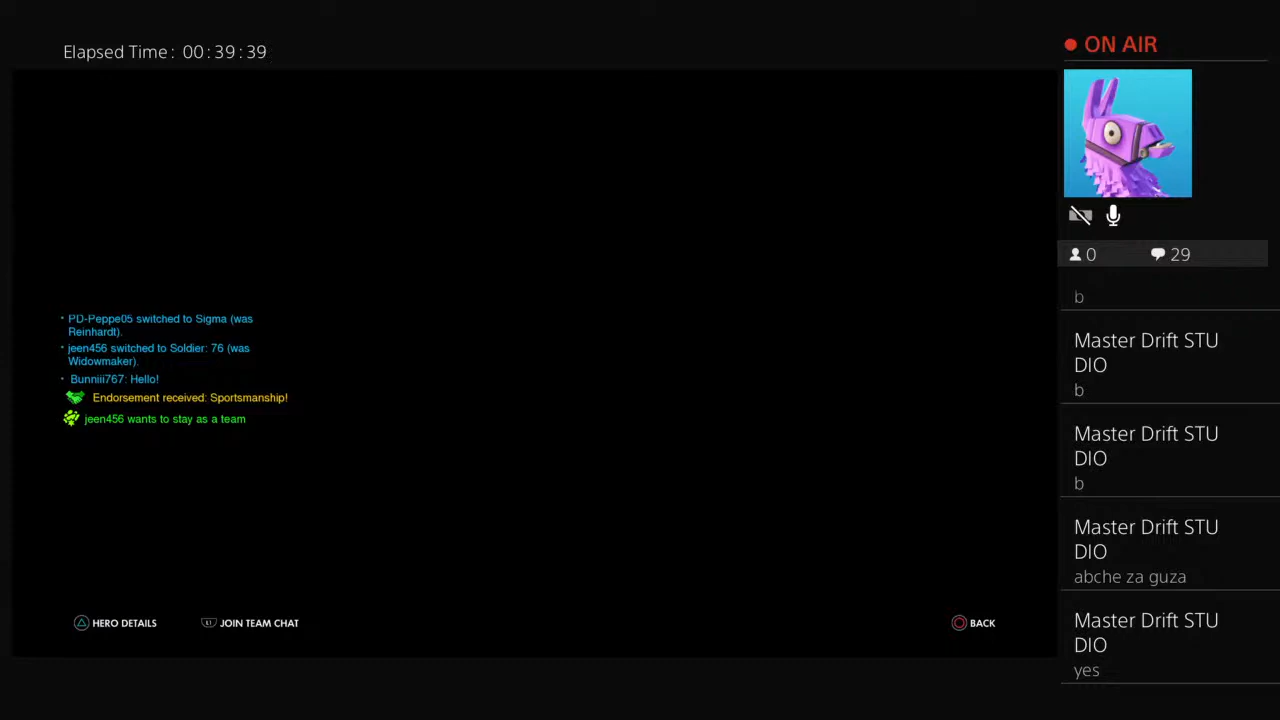 Elapsed Time: 00:39:39
ON AIR
0 29
b
Master Drift STU
DIO
b
Master Drift STU
DIO
b
Master Drift STU
DIO
abche za guza
Master Drift STU
DIO
yes
PD-Peppe05 switched to Sigma (was
Reinhardt).
jeen456 switched to Soldier: 76 (was
Widowmaker).
Bunniii767: Hello!
Endorsement received: Sportsmanship!
jeen456 wants to stay as a team
HERO DETAILS
L1 JOIN TEAM CHAT
BACK